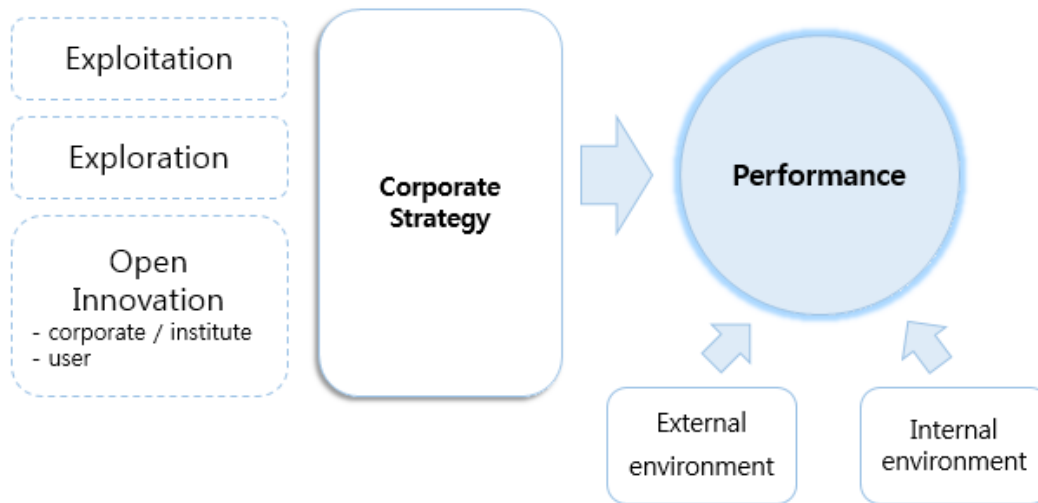 Exploitation
Exploration
Open
Innovation
- corporate / institute
- user
Corporate
Strategy
Performance
External
environment
Internal
environment